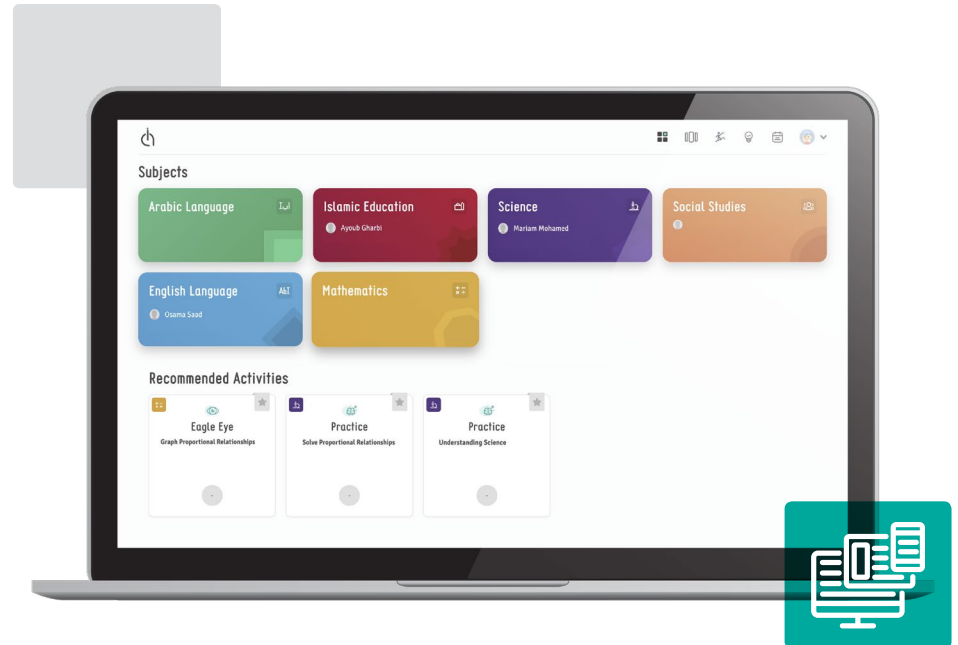 Subjects
Arabic Language
Islamic Education
Science
Social Studies
Ayoub Gharbi
Mariam Mohamed
English Language
Mathematics
Osama Saad
Recommended Activities
Eagle Eye
Practice
Practice
Graph Proportional Relationships
Solve Proportional Relationships
Understanding Science